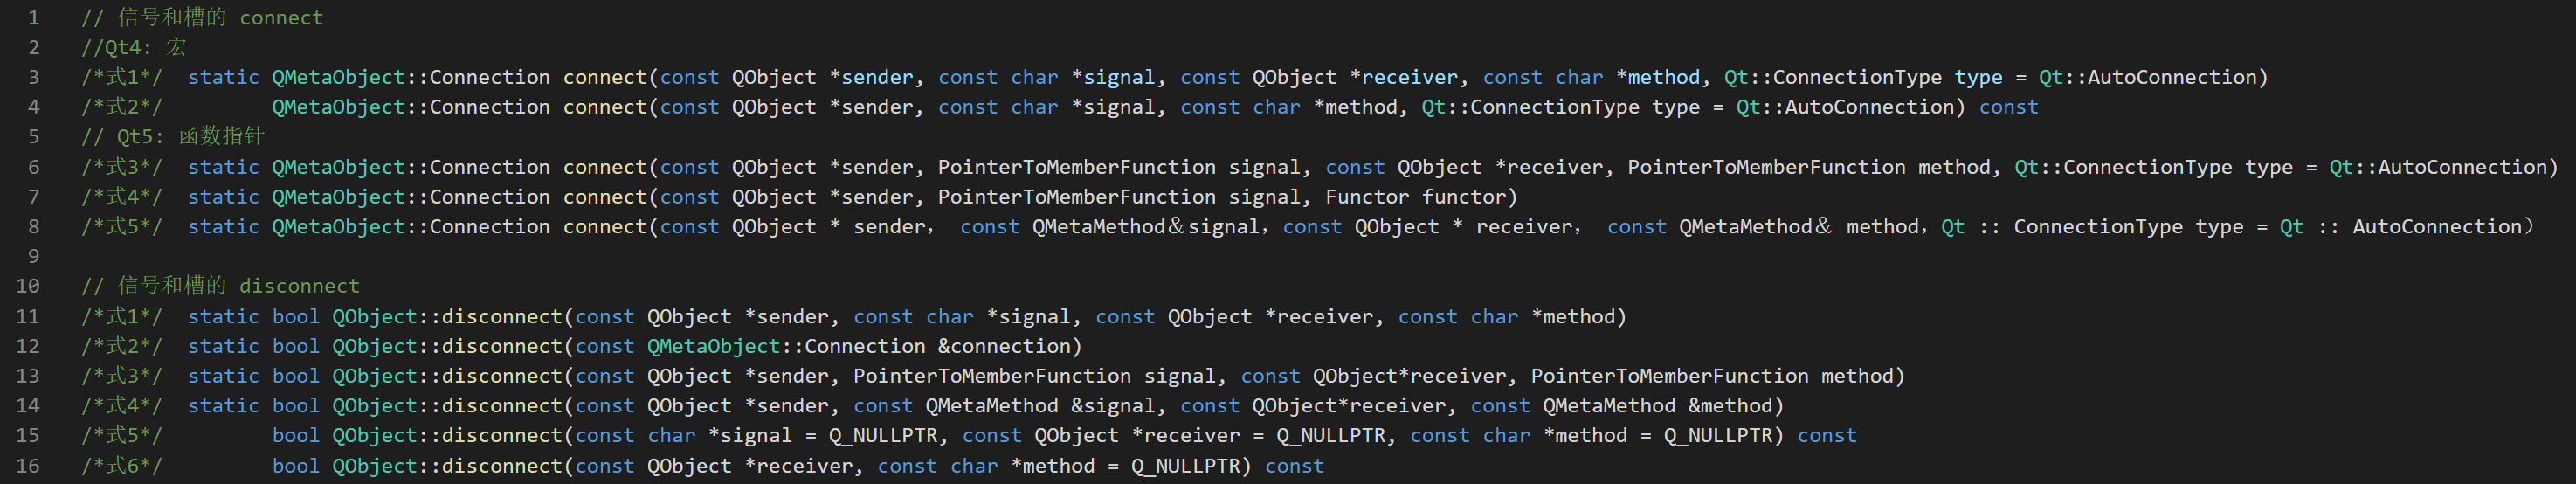 1 // 信号和槽的 connect
2 //Qt4: 宏
3 /*式1*/  static QMetaObject::Connection connect(const QObject *sender, const char *signal, const QObject *receiver, const char *method, Qt::ConnectionType type = Qt::AutoConnection)
4 /*式2*/         QMetaObject::Connection connect(const QObject *sender, const char *signal, const char *method, Qt::ConnectionType type = Qt::AutoConnection) const
5 // Qt5: 函数指针
6 /*式3*/  static QMetaObject::Connection connect(const QObject *sender, PointerToMemberFunction signal, const QObject *receiver, PointerToMemberFunction method, Qt::ConnectionType type = Qt::AutoConnection)
7 /*式4*/  static QMetaObject::Connection connect(const QObject *sender, PointerToMemberFunction signal, Functor functor)
8 /*式5*/  static QMetaObject::Connection connect(const QObject * sender， const QMetaMethod＆signal，const QObject * receiver， const QMetaMethod＆ method，Qt :: ConnectionType type = Qt :: AutoConnection）
9
10 // 信号和槽的 disconnect
11 /*式1*/  static bool QObject::disconnect(const QObject *sender, const char *signal, const QObject *receiver, const char *method)
12 /*式2*/  static bool QObject::disconnect(const QMetaObject::Connection &connection)
13 /*式3*/  static bool QObject::disconnect(const QObject *sender, PointerToMemberFunction signal, const QObject*receiver, PointerToMemberFunction method)
14 /*式4*/  static bool QObject::disconnect(const QObject *sender, const QMetaMethod &signal, const QObject*receiver, const QMetaMethod &method)
15 /*式5*/         bool QObject::disconnect(const char *signal = Q_NULLPTR, const QObject *receiver = Q_NULLPTR, const char *method = Q_NULLPTR) const
16 /*式6*/         bool QObject::disconnect(const QObject *receiver, const char *method = Q_NULLPTR) const